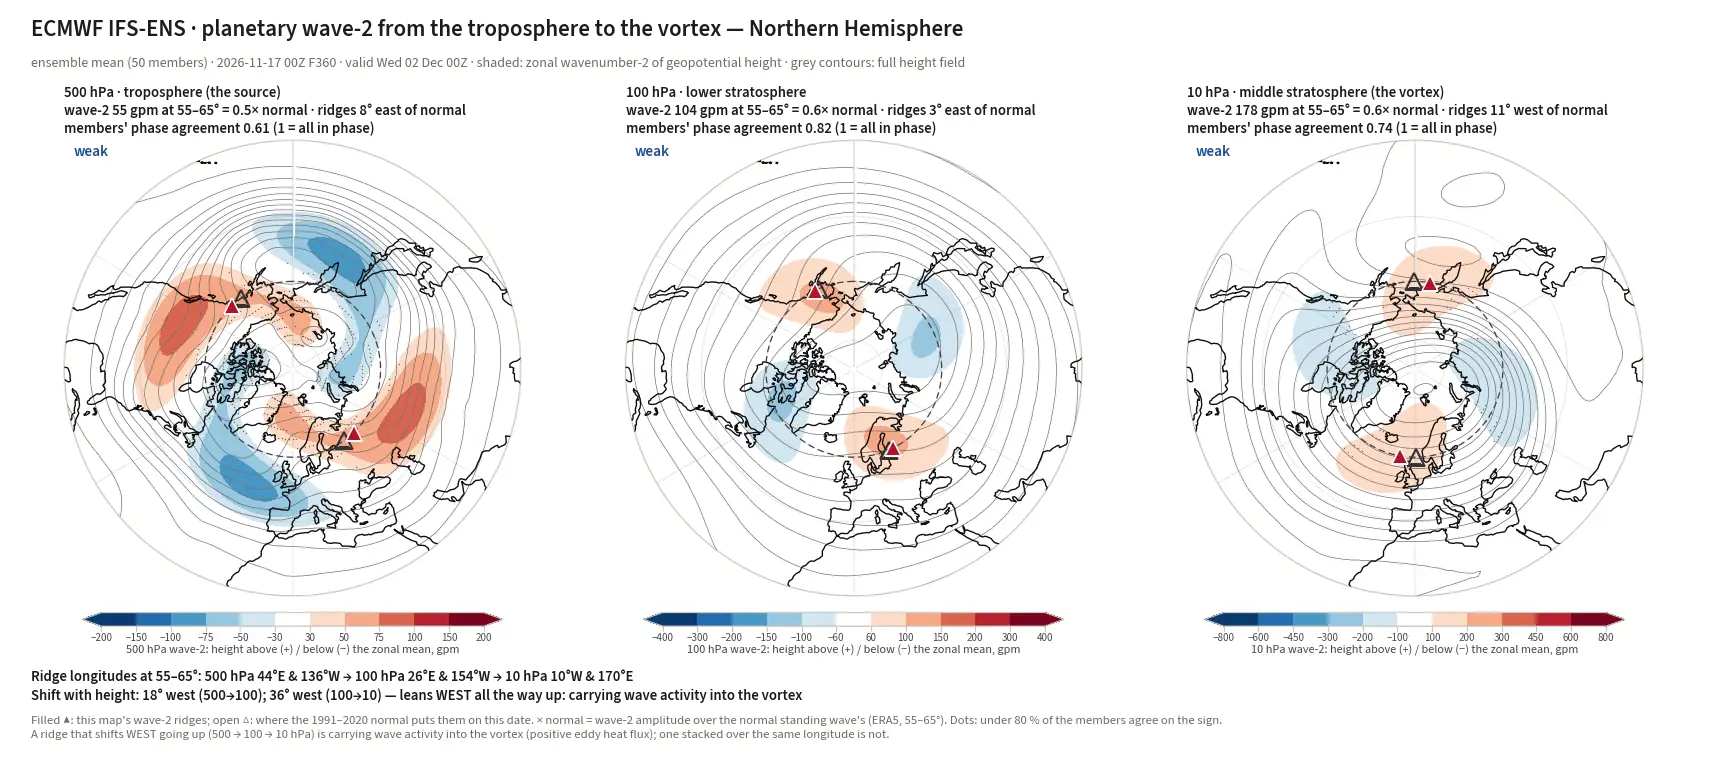 ECMWF IFS-ENS · planetary wave-2 from the troposphere to the vortex — Northern Hemisphere
ensemble mean (50 members) · 2026-11-17 00Z F360 · valid Wed 02 Dec 00Z · shaded: zonal wavenumber-2 of geopotential height · grey contours: full height field
500 hPa · troposphere (the source)
wave-2 55 gpm at 55–65° = 0.5× normal · ridges 8° east of normal
members' phase agreement 0.61 (1 = all in phase)
weak
100 hPa · lower stratosphere
wave-2 104 gpm at 55–65° = 0.6× normal · ridges 3° east of normal
members' phase agreement 0.82 (1 = all in phase)
weak
10 hPa · middle stratosphere (the vortex)
wave-2 178 gpm at 55–65° = 0.6× normal · ridges 11° west of normal
members' phase agreement 0.74 (1 = all in phase)
weak
−200 −150 −100 −75 −50 −30 30 50 75 100 150 200
500 hPa wave-2: height above (+) / below (−) the zonal mean, gpm
−400 −300 −200 −150 −100 −60 60 100 150 200 300 400
100 hPa wave-2: height above (+) / below (−) the zonal mean, gpm
−800 −600 −450 −300 −200 −100 100 200 300 450 600 800
10 hPa wave-2: height above (+) / below (−) the zonal mean, gpm
Ridge longitudes at 55–65°: 500 hPa 44°E & 136°W → 100 hPa 26°E & 154°W → 10 hPa 10°W & 170°E
Shift with height: 18° west (500→100); 36° west (100→10) — leans WEST all the way up: carrying wave activity into the vortex
Filled ▲: this map's wave-2 ridges; open △: where the 1991–2020 normal puts them on this date. × normal = wave-2 amplitude over the normal standing wave's (ERA5, 55–65°). Dots: under 80 % of the members agree on the sign.
A ridge that shifts WEST going up (500 → 100 → 10 hPa) is carrying wave activity into the vortex (positive eddy heat flux); one stacked over the same longitude is not.